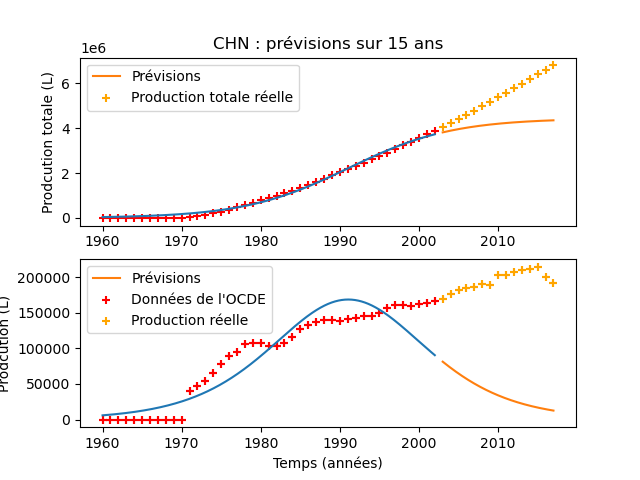 CHN : prévisions sur 15 ans
1e6
Prodcution totale (L)
6
4
2
0
Prévisions
Production totale réelle
1960 1970 1980 1990 2000 2010
Prodcution (L)
200000
150000
100000
50000
0
Prévisions
Données de l'OCDE
Production réelle
1960 1970 1980 1990 2000 2010
Temps (années)